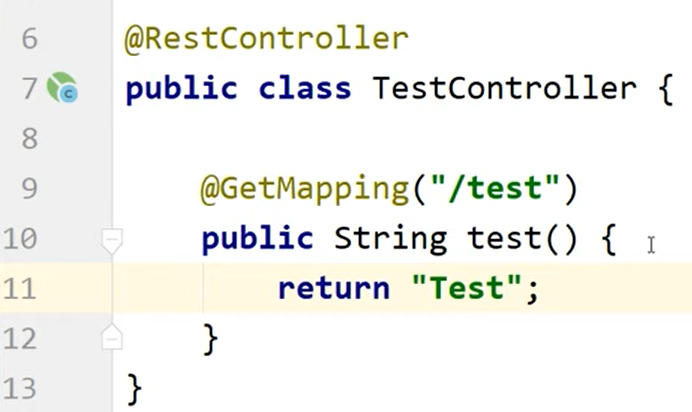 6 @RestController
7 public class TestController {
8
9 @GetMapping("/test")
10 public String test() {
11 return "Test";
12 }
13 }